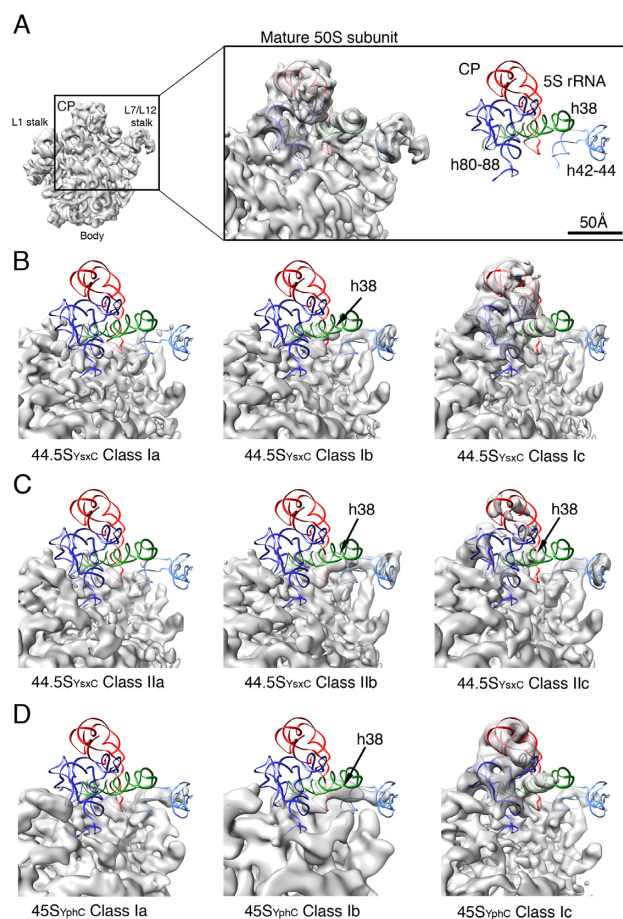 A
Mature 50S subunit
CP
L7/L12
stalk
L1 stalk
Body
CP
5S rRNA
h38
h80-88
h42-44
50Å
B
h38
44.5SYsxC Class Ia
44.5SYsxC Class Ib
44.5SYsxC Class Ic
C
h38
h38
44.5SYsxC Class IIa
44.5SYsxC Class IIb
44.5SYsxC Class IIc
D
h38
45SYphC Class Ia
45SYphC Class Ib
45SYphC Class Ic